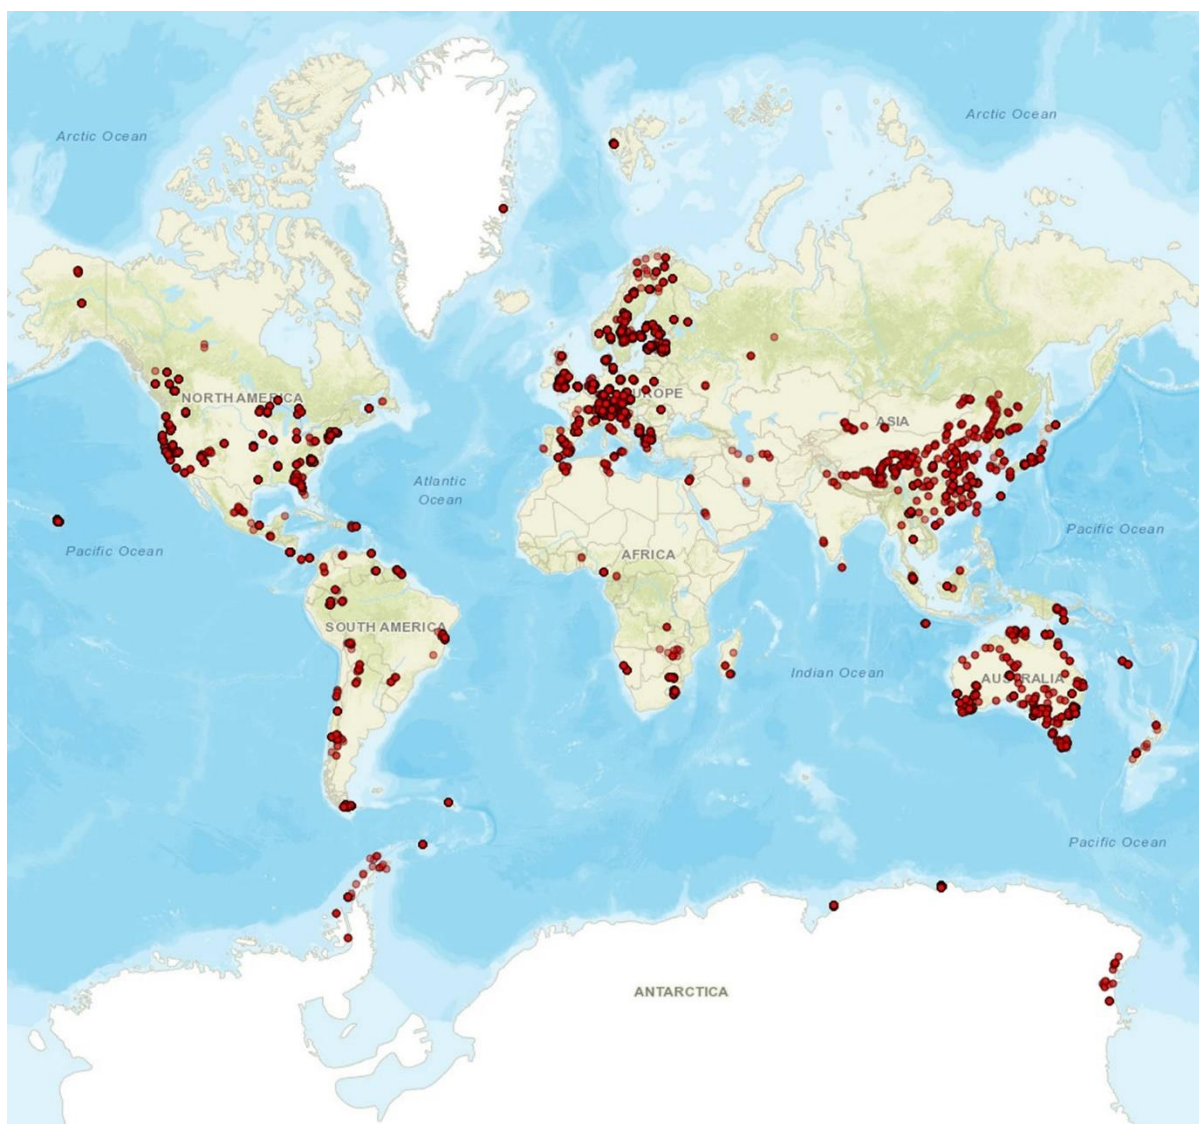 Arctic Ocean
Arctic Ocean
NORTH AMERICA
EUROPE
ASIA
Atlantic
Ocean
Pacific Ocean
Pacific Ocean
AFRICA
SOUTH AMERICA
Indian Ocean
AUSTRALIA
Pacific Ocean
ANTARCTICA